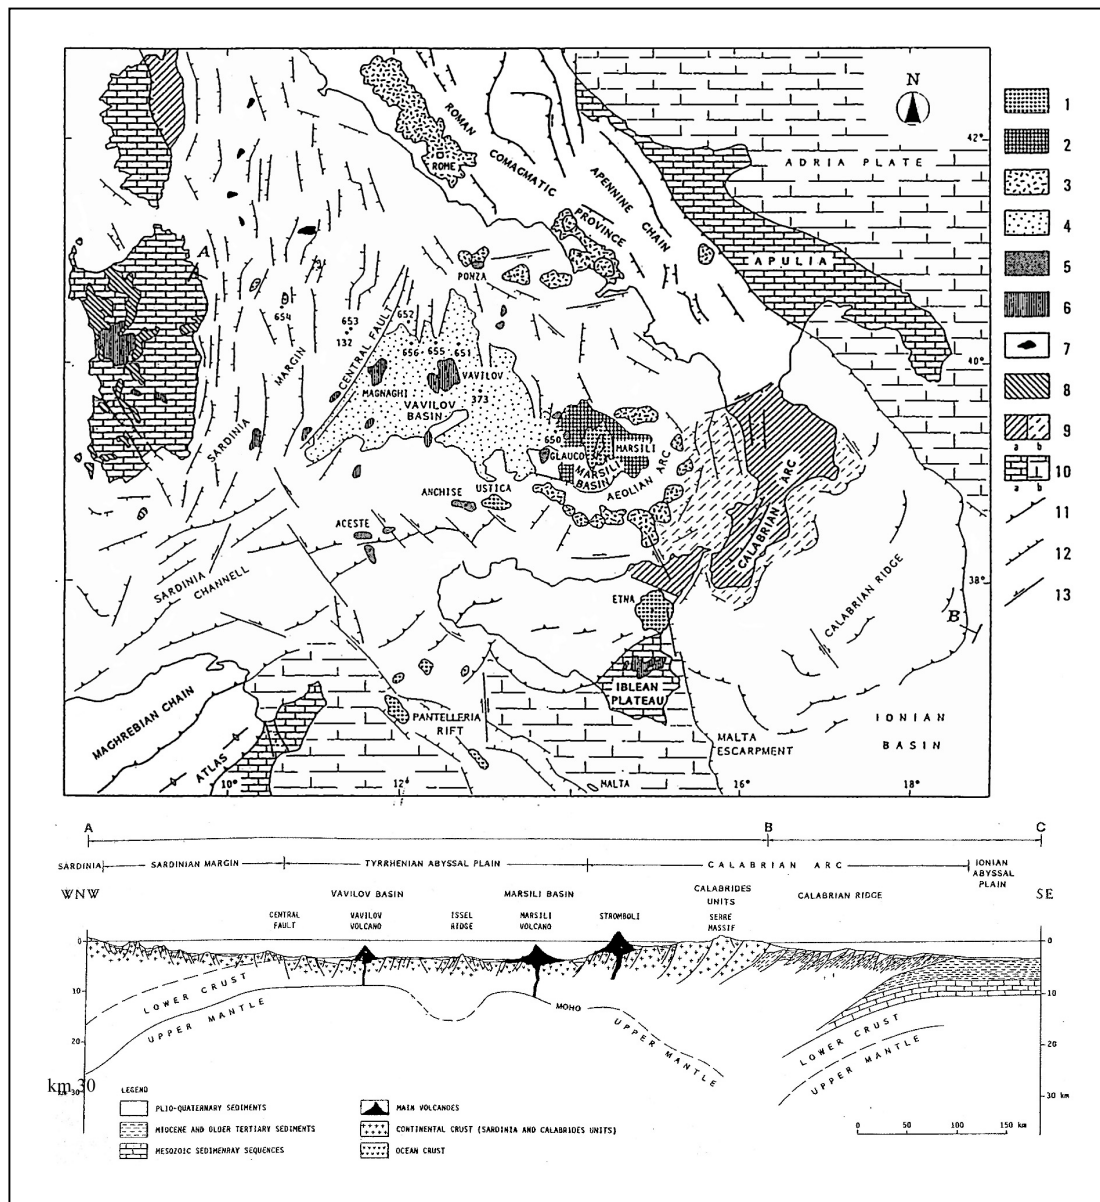 N
1
2
3
4
5
6
7
8
9
a b
10
a b
11
12
13
42°
40°
38°
10°
12°
16°
18°
ROMAN
COMAGMATIC
PROVINCE
ROME
APENNINE CHAIN
ADRIA PLATE
APULIA
A
PONZA
654
653
132
652
656
655
651
CENTRAL FAULT
MAGNAGHI
VAVILOV
373
VAVILOV
BASIN
SARDINIA
MARGIN
650
GLAUCO
MARSILI
MARSILI
BASIN
AEOLIAN ARC
ANCHISE
USTICA
ACESTE
CALABRIAN ARC
SARDINIA
CHANNELL
ETNA
CALABRIAN RIDGE
B
IBLEAN
PLATEAU
MAGHREBIAN CHAIN
ATLAS
PANTELLERIA
RIFT
MALTA
ESCARPMENT
MALTA
IONIAN
BASIN
A B C
SARDINIA SARDINIAN MARGIN TYRRHENIAN ABYSSAL PLAIN CALABRIAN ARC IONIAN
ABYSSAL
PLAIN
WNW SE
VAVILOV BASIN MARSILI BASIN CALABRIDES
UNITS
CALABRIAN RIDGE
CENTRAL
FAULT
VAVILOV
VOLCANO
ISSEL
RIDGE
MARSILI
VOLCANO
STROMBOLI
SERRE
MASSIF
0 0
10 10
20 20
km 30
30 km
LOWER CRUST
UPPER MANTLE
MOHO
UPPER MANTLE
LOWER CRUST
UPPER MANTLE
LEGEND
PLIO-QUATERNARY SEDIMENTS
MIOCENE AND OLDER TERTIARY SEDIMENTS
MESOZOIC SEDIMENRAY SEQUENCES
MAIN VOLCANOES
CONTINENTAL CRUST (SARDINIA AND CALABRIDES UNITS)
OCEAN CRUST
0 50 100 150 km